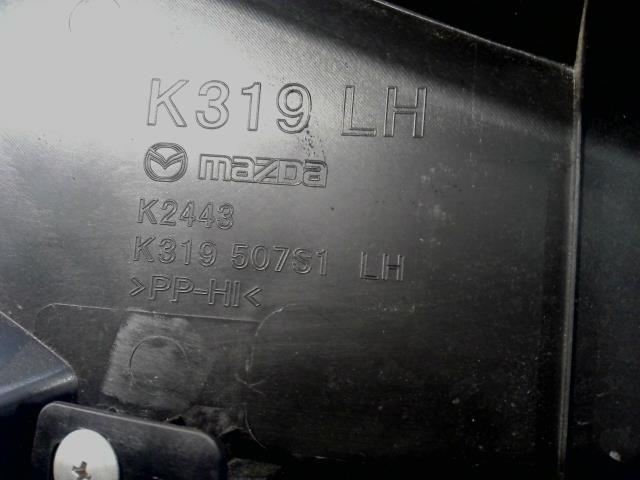 K319 LH
mazda
K2443
K319 507S1 LH
>PP-HI<